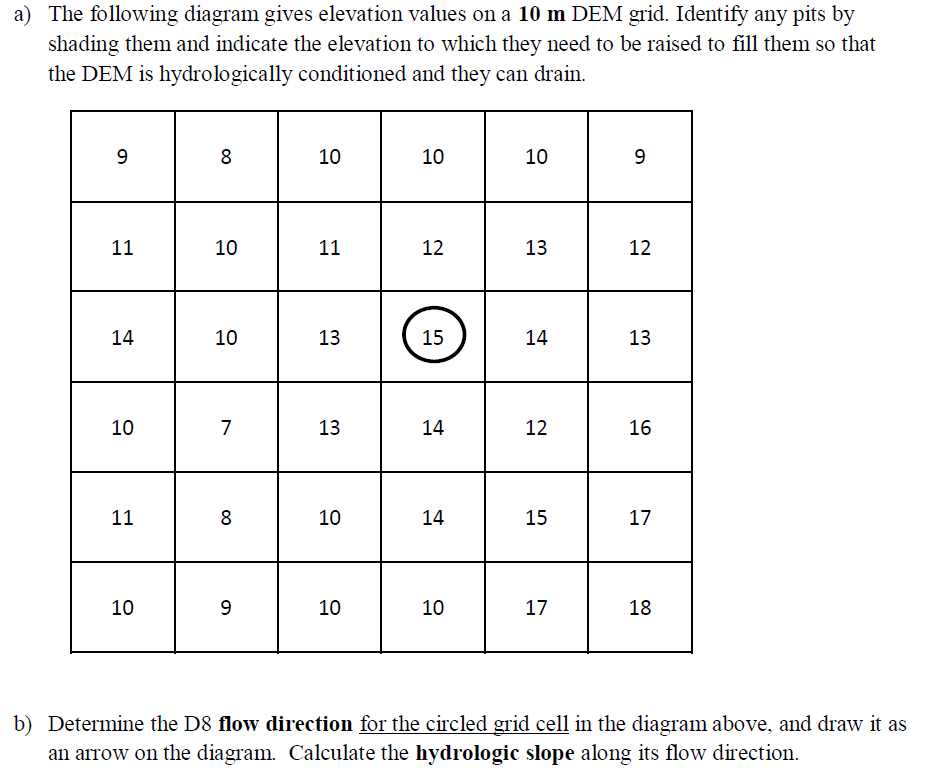 a) The following diagram gives elevation values on a 10 m DEM grid. Identify any pits by
shading them and indicate the elevation to which they need to be raised to fill them so that
the DEM is hydrologically conditioned and they can drain.
9 8 10 10 10 9
11 10 11 12 13 12
14 10 13 15 14 13
10 7 13 14 12 16
11 8 10 14 15 17
10 9 10 10 17 18
b) Determine the D8 flow direction for the circled grid cell in the diagram above, and draw it as
an arrow on the diagram. Calculate the hydrologic slope along its flow direction.